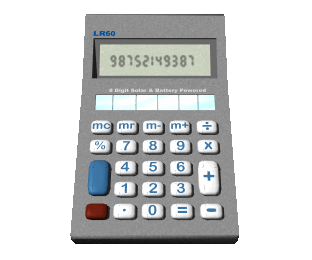 LR60
98752149387
8 Digit Solar & Battery Powered
mc mr m- m+ ÷
% 7 8 9 x
4 5 6
+
1 2 3
. 0 = -